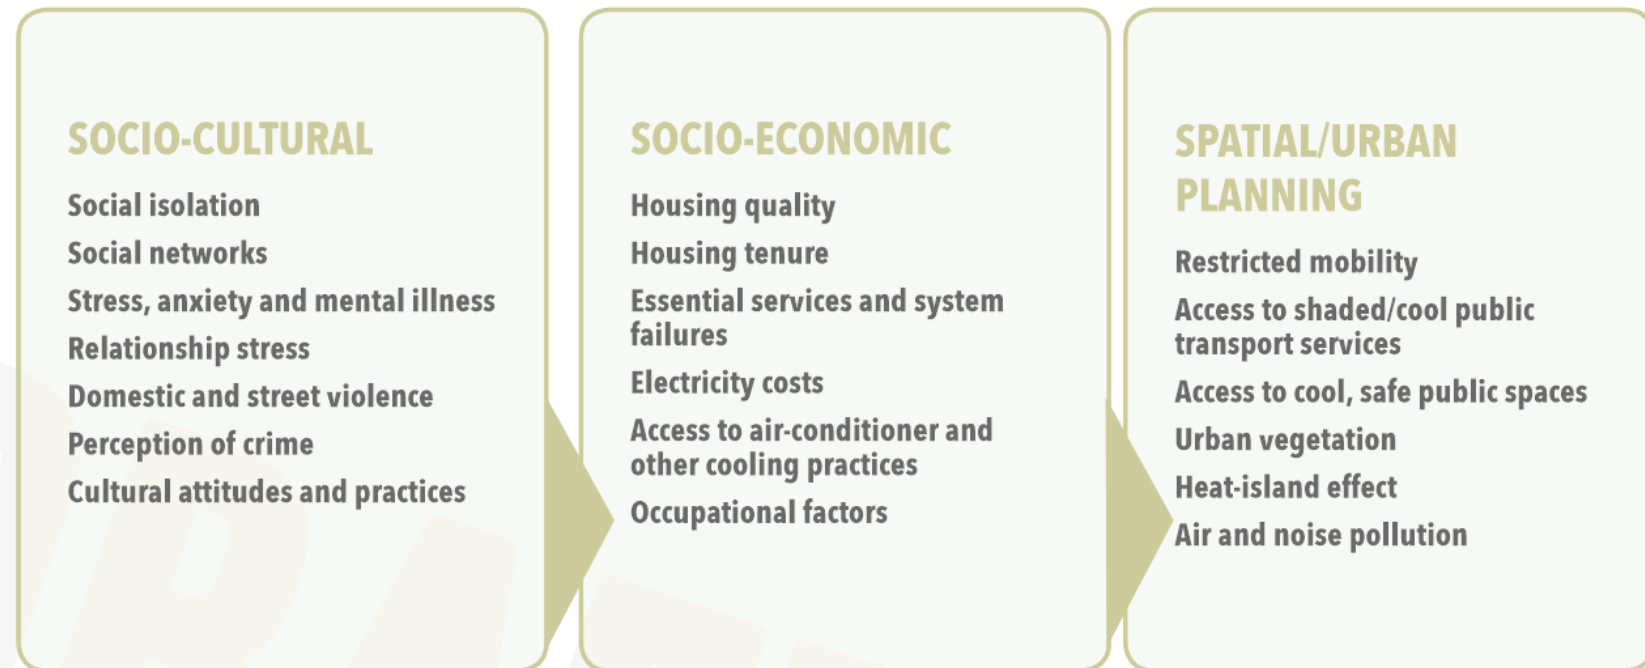 SOCIO-CULTURAL
Social isolation
Social networks
Stress, anxiety and mental illness
Relationship stress
Domestic and street violence
Perception of crime
Cultural attitudes and practices
SOCIO-ECONOMIC
Housing quality
Housing tenure
Essential services and system
failures
Electricity costs
Access to air-conditioner and
other cooling practices
Occupational factors
SPATIAL/URBAN
PLANNING
Restricted mobility
Access to shaded/cool public
transport services
Access to cool, safe public spaces
Urban vegetation
Heat-island effect
Air and noise pollution